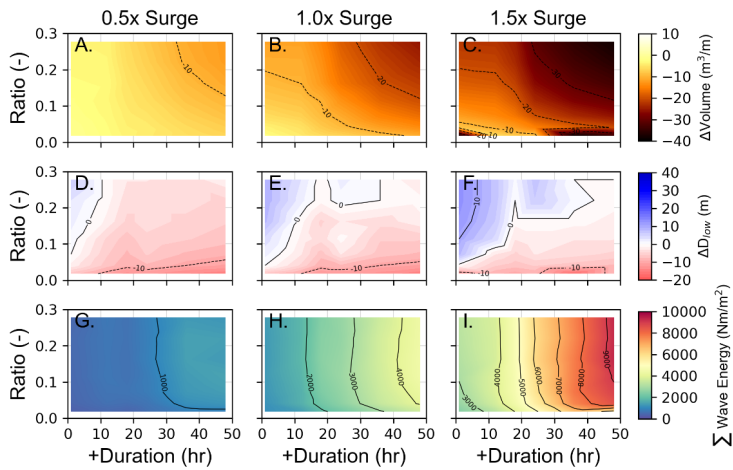 0.5x Surge 1.0x Surge 1.5x Surge
0.3 A. B. C. 10
0
-10
-20
-30
-40
0.2
0.1
0.0
Ratio (-)
ΔVolume (m³/m)
-10 -20 -10 -30 -20 -10 -20 -10
0.3 D. E. F. 40
30
20
10
0
-10
-20
0.2
0.1
0.0
Ratio (-)
ΔD_low (m)
0 -10 0 0 -10 10 0 -10 -10
0.3 G. H. I. 10000
8000
6000
4000
2000
0
0.2
0.1
0.0
Ratio (-)
∑ Wave Energy (Nm/m²)
1000 2000 3000 4000 3000 4000 5000 6000 7000 8000 9000
0 10 20 30 40 50 0 10 20 30 40 50 0 10 20 30 40 50
+Duration (hr) +Duration (hr) +Duration (hr)